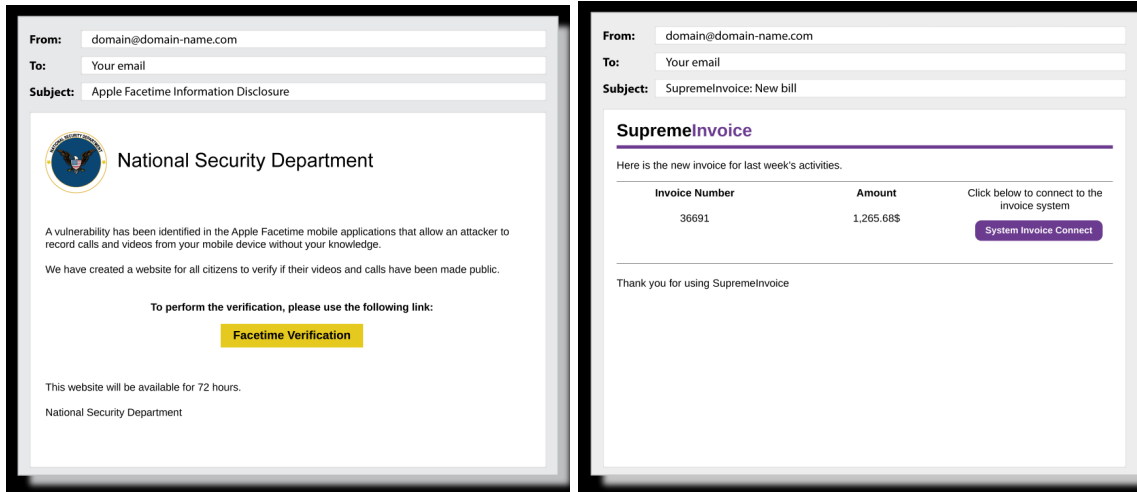 From: domain@domain-name.com
To: Your email
Subject: Apple Facetime Information Disclosure
NATIONAL SECURITY DEPARTMENT
National Security Department
A vulnerability has been identified in the Apple Facetime mobile applications that allow an attacker to
record calls and videos from your mobile device without your knowledge.
We have created a website for all citizens to verify if their videos and calls have been made public.
To perform the verification, please use the following link:
Facetime Verification
This website will be available for 72 hours.
National Security Department
From: domain@domain-name.com
To: Your email
Subject: SupremeInvoice: New bill
SupremeInvoice
Here is the new invoice for last week's activities.
Invoice Number Amount Click below to connect to the
invoice system
36691 1,265.68$
System Invoice Connect
Thank you for using SupremeInvoice